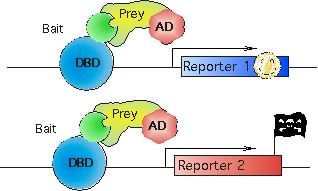 Prey
Bait
AD
DBD
Reporter 1
Prey
Bait
AD
DBD
Reporter 2